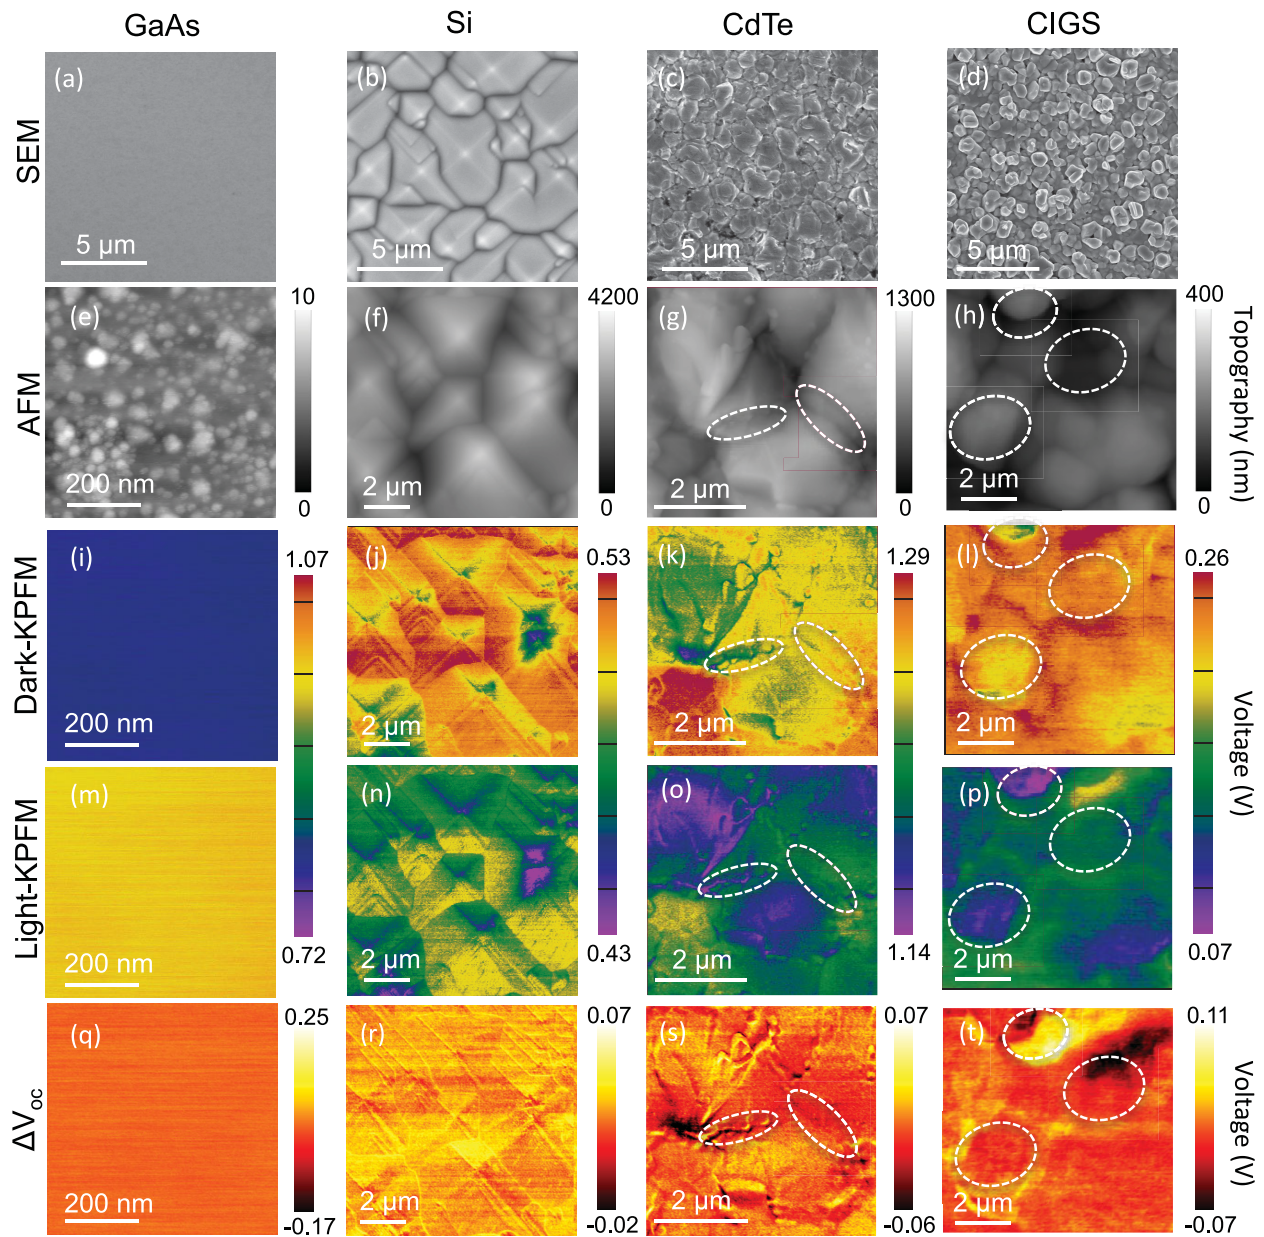 GaAs Si CdTe CIGS
SEM
(a) (b) (c) (d)
5 μm 5 μm 5 μm 5 μm
AFM
(e) (f) (g) (h)
10 4200 1300 400
200 nm 2 μm 2 μm 2 μm
0 0 0 0
Topography (nm)
Dark-KPFM
(i) (j) (k) (l)
1.07 0.53 1.29 0.26
200 nm 2 μm 2 μm 2 μm
Voltage (V)
Light-KPFM
(m) (n) (o) (p)
200 nm 2 μm 2 μm 2 μm
0.72 0.43 1.14 0.07
ΔVoc
(q) (r) (s) (t)
0.25 0.07 0.07 0.11
200 nm 2 μm 2 μm 2 μm
-0.17 -0.02 -0.06 -0.07
Voltage (V)